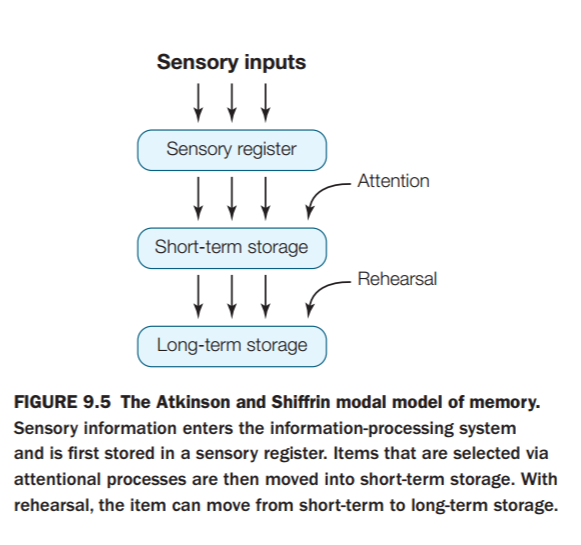 Sensory inputs
Sensory register
Attention
Short-term storage
Rehearsal
Long-term storage
FIGURE 9.5 The Atkinson and Shiffrin modal model of memory.
Sensory information enters the information-processing system
and is first stored in a sensory register. Items that are selected via
attentional processes are then moved into short-term storage. With
rehearsal, the item can move from short-term to long-term storage.